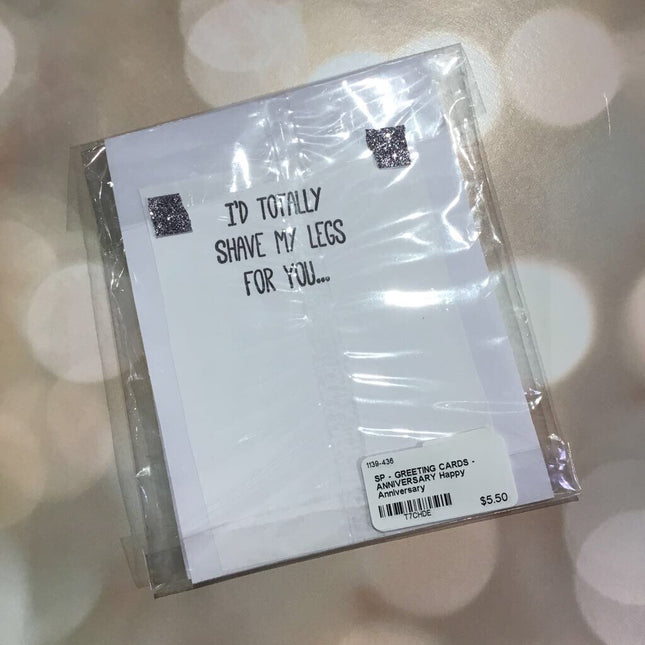 I'D TOTALLY
SHAVE MY LEGS
FOR YOU...
1139-436
SP - GREETING CARDS -
ANNIVERSARY Happy
Anniversary
$5.50
T7CHDE